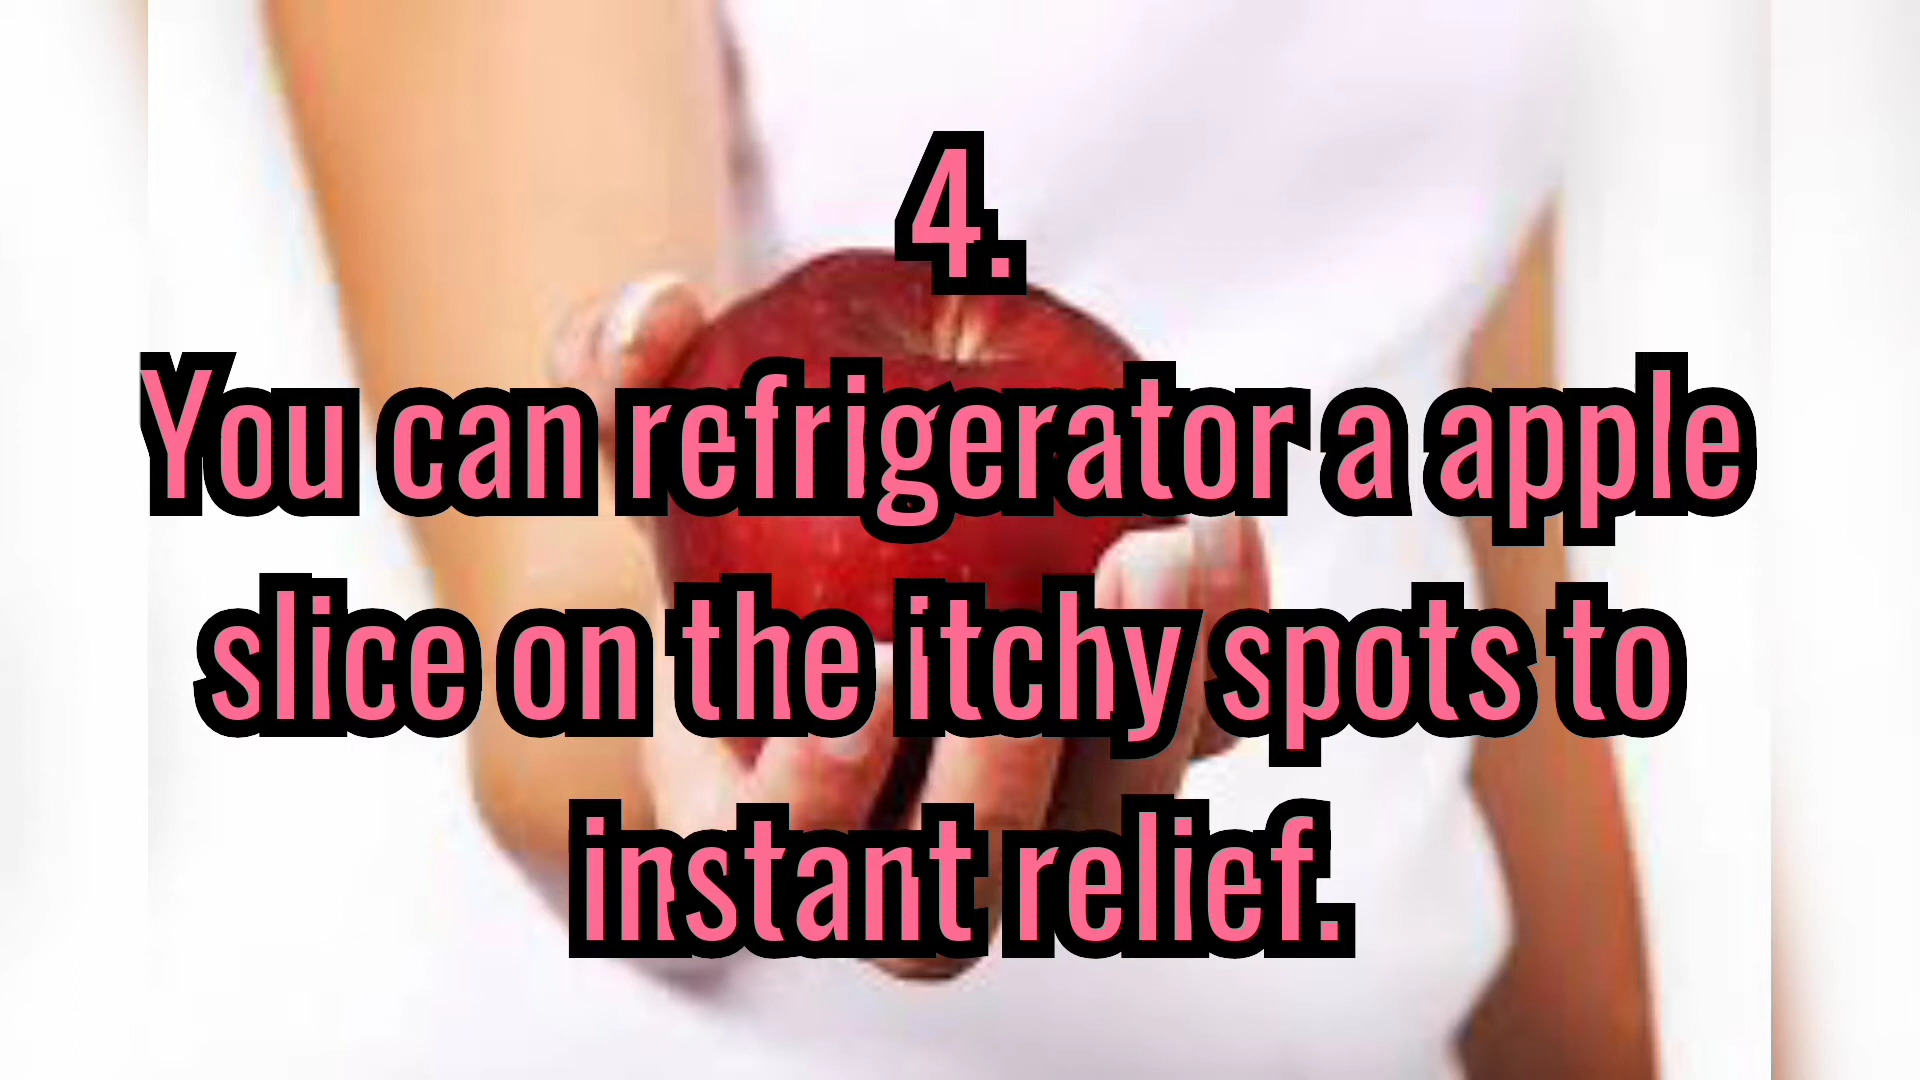 4.
You can refrigerator a apple
slice on the itchy spots to
instant relief.